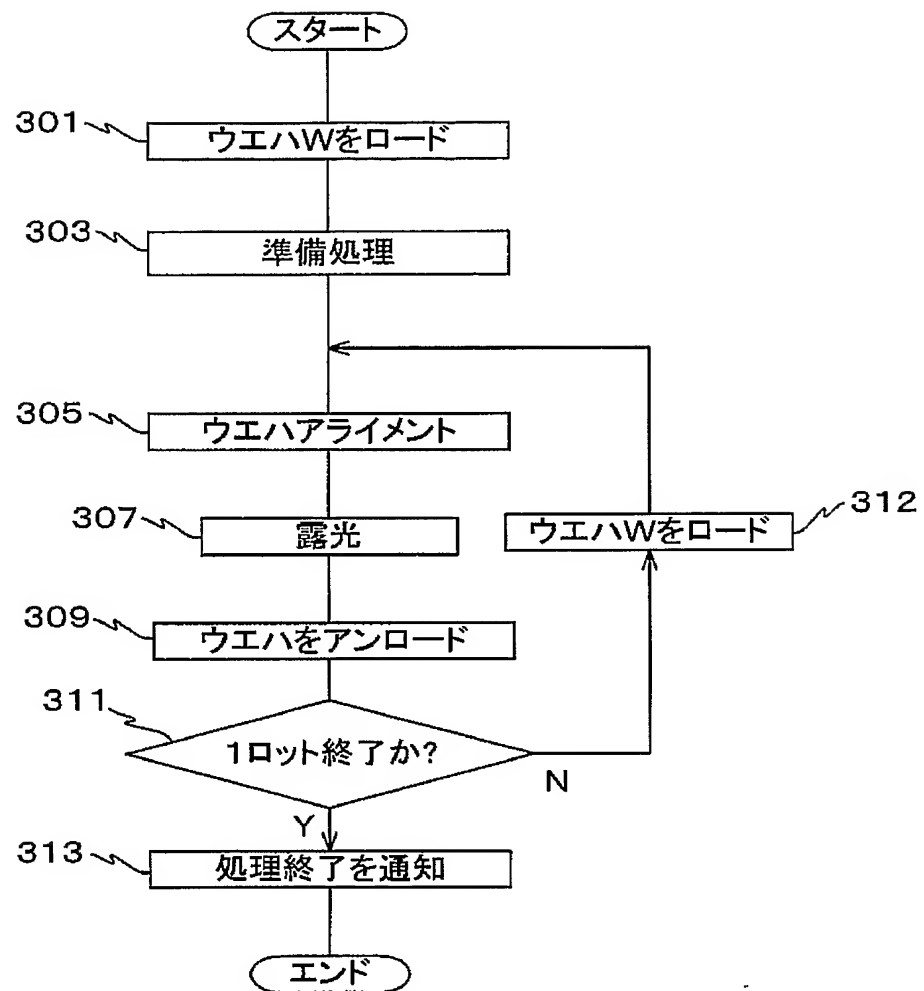 スタート
301
ウエハWをロード
303
準備処理
305
ウエハアライメント
307
露光
312
ウエハWをロード
309
ウエハをアンロード
311
1ロット終了か?
N
Y
313
処理終了を通知
エンド